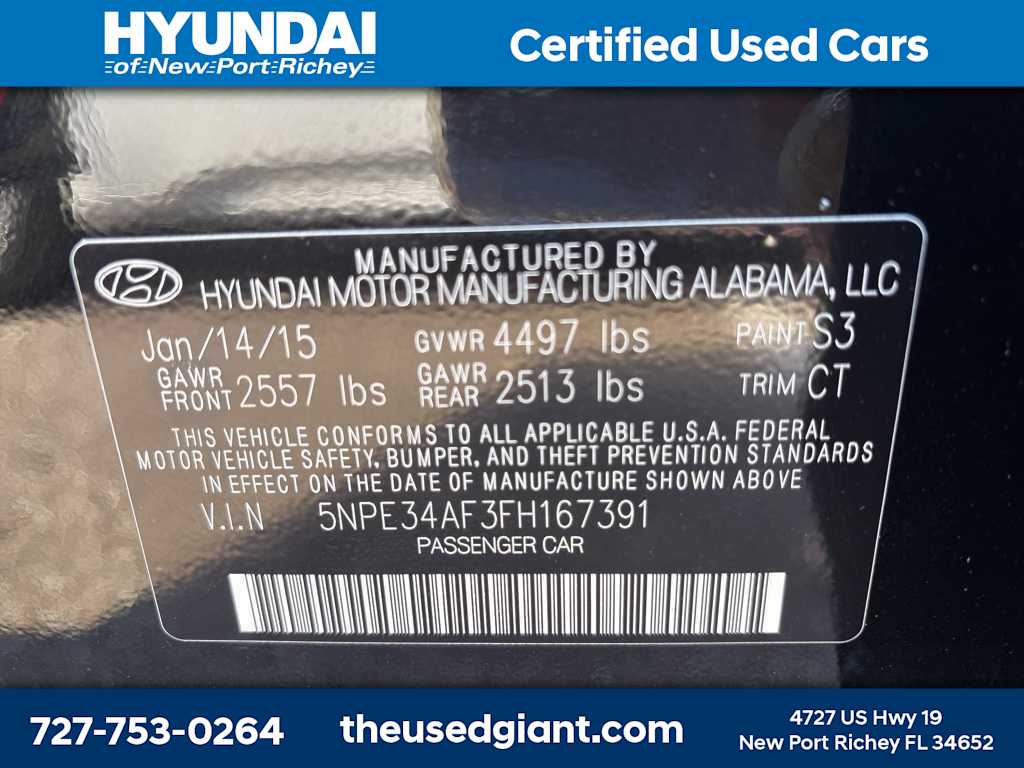 HYUNDAI
of New Port Richey
Certified Used Cars
MANUFACTURED BY
HYUNDAI MOTOR MANUFACTURING ALABAMA, LLC
Jan/14/15 GVWR 4497 lbs PAINT S3
GAWR FRONT 2557 lbs GAWR REAR 2513 lbs TRIM CT
THIS VEHICLE CONFORMS TO ALL APPLICABLE U.S.A. FEDERAL
MOTOR VEHICLE SAFETY, BUMPER, AND THEFT PREVENTION STANDARDS
IN EFFECT ON THE DATE OF MANUFACTURE SHOWN ABOVE
V.I.N 5NPE34AF3FH167391
PASSENGER CAR
727-753-0264
theusedgiant.com
4727 US Hwy 19
New Port Richey FL 34652